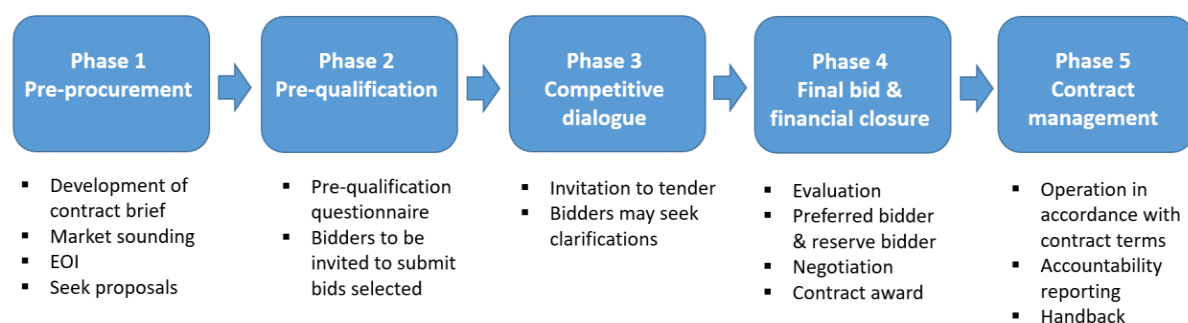 Phase 1
Pre-procurement
Phase 2
Pre-qualification
Phase 3
Competitive
dialogue
Phase 4
Final bid &
financial closure
Phase 5
Contract
management
▪ Development of
contract brief
▪ Market sounding
▪ EOI
▪ Seek proposals
▪ Pre-qualification
questionnaire
▪ Bidders to be
invited to submit
bids selected
▪ Invitation to tender
▪ Bidders may seek
clarifications
▪ Evaluation
▪ Preferred bidder
& reserve bidder
▪ Negotiation
▪ Contract award
▪ Operation in
accordance with
contract terms
▪ Accountability
reporting
▪ Handback